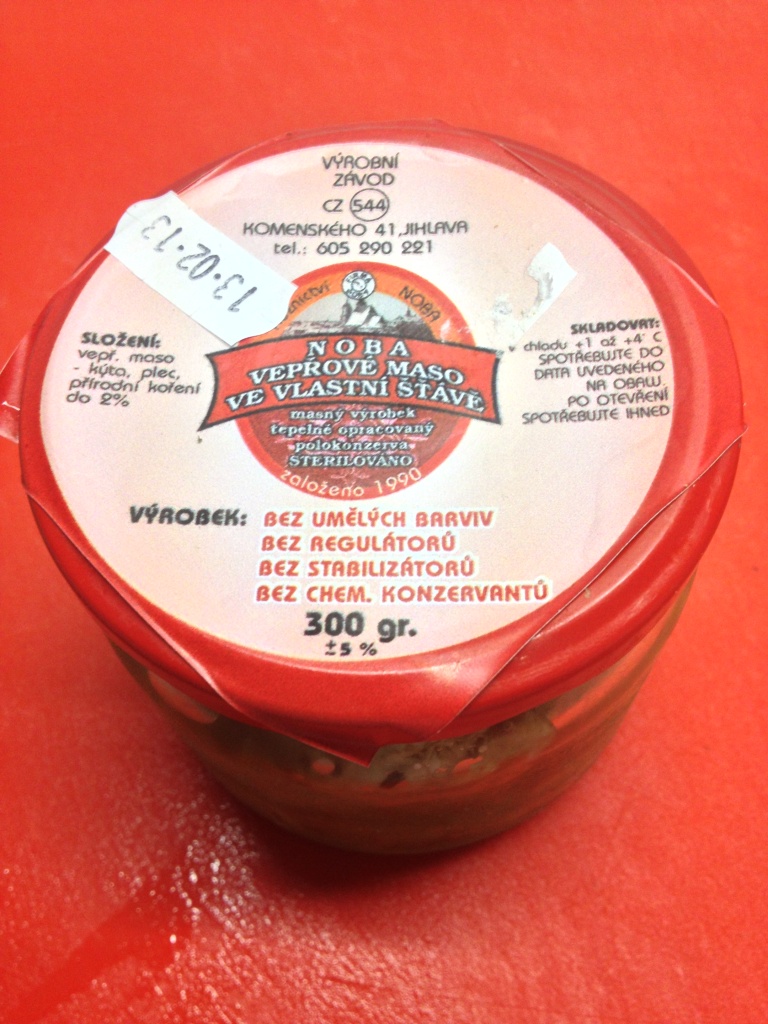 VÝROBNÍ
ZÁVOD
CZ 544
KOMENSKÉHO 41,JIHLAVA
tel.: 605 290 221
13.02.13
NOBA
SLOŽENÍ:
vepř. maso
- kýta, plec,
přírodní koření
do 2%
SKLADOVAT:
v chladu +1 až +4° C
SPOTŘEBUJTE DO
DATA UVEDENÉHO
NA OBALU.
PO OTEVŘENÍ
SPOTŘEBUJTE IHNED
NOBA
VEPŘOVÉ MASO
VE VLASTNÍ ŠŤÁVĚ
masný výrobek
tepelně opracovaný
polokonzerva
STERILOVÁNO
založeno 1990
VÝROBEK: BEZ UMĚLÝCH BARVIV
BEZ REGULÁTORŮ
BEZ STABILIZÁTORŮ
BEZ CHEM. KONZERVANTŮ
300 gr.
±5 %